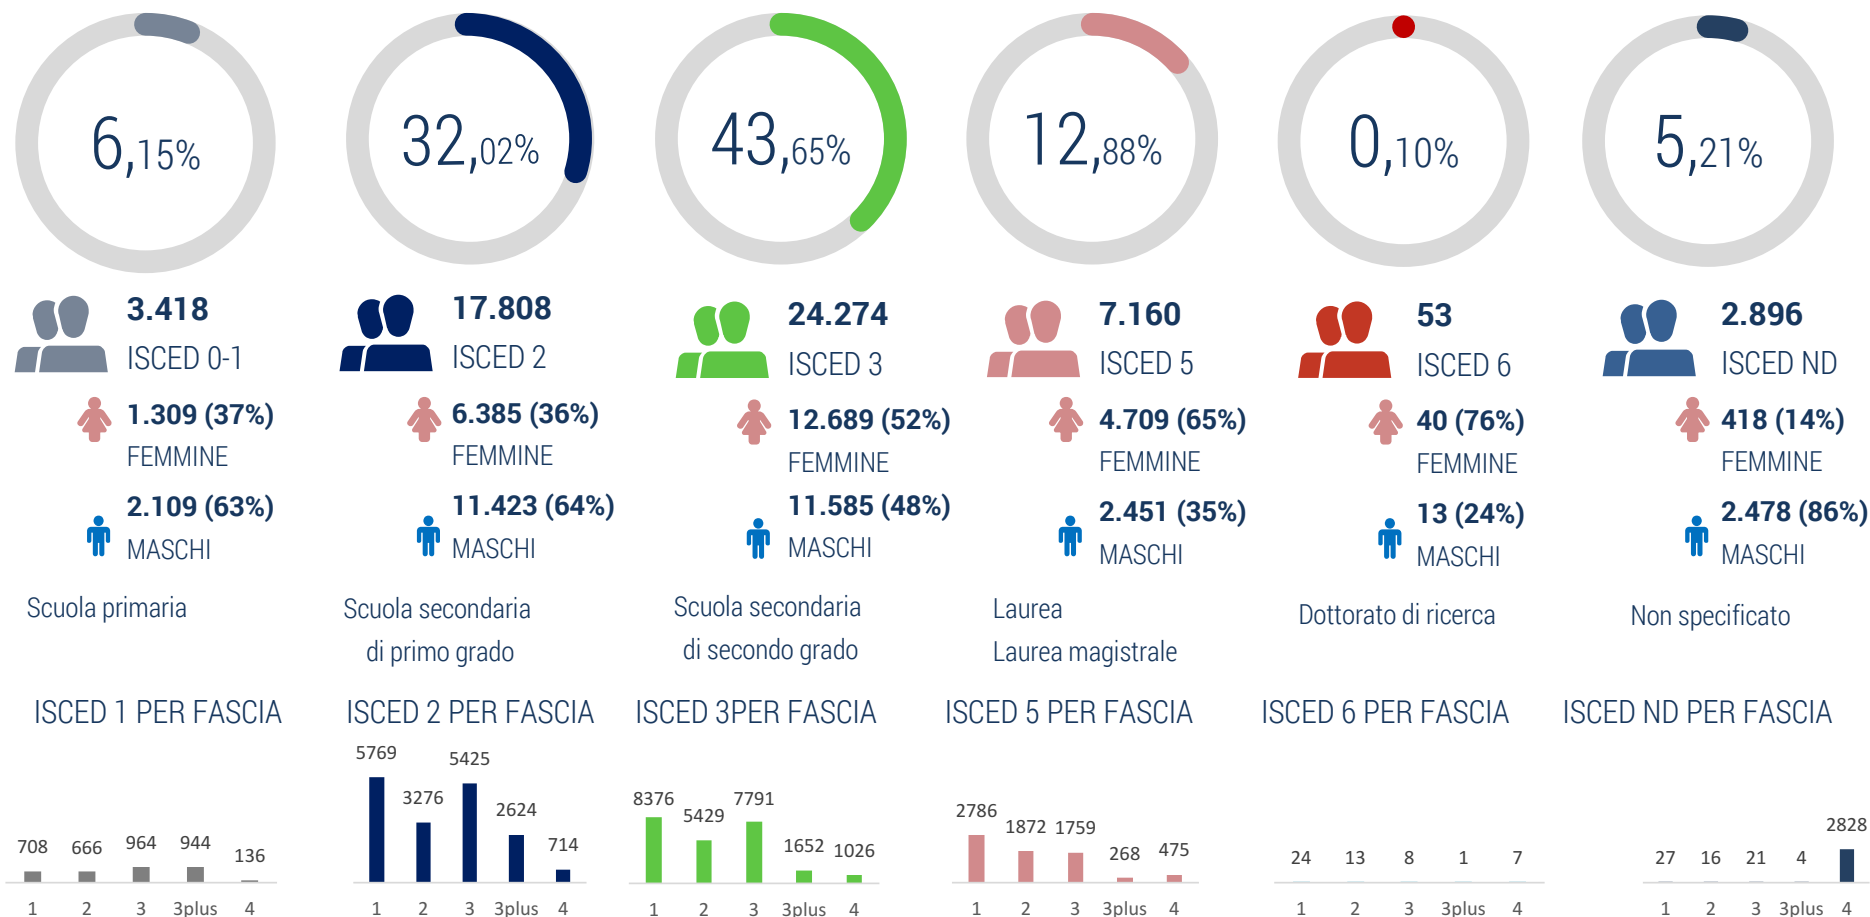 6,15%
3.418
ISCED 0-1
1.309 (37%)
FEMMINE
2.109 (63%)
MASCHI
Scuola primaria
ISCED 1 PER FASCIA
708 666 964 944 136
1 2 3 3plus 4
32,02%
17.808
ISCED 2
6.385 (36%)
FEMMINE
11.423 (64%)
MASCHI
Scuola secondaria
di primo grado
ISCED 2 PER FASCIA
5769 3276 5425 2624 714
1 2 3 3plus 4
43,65%
24.274
ISCED 3
12.689 (52%)
FEMMINE
11.585 (48%)
MASCHI
Scuola secondaria
di secondo grado
ISCED 3PER FASCIA
8376 5429 7791 1652 1026
1 2 3 3plus 4
12,88%
7.160
ISCED 5
4.709 (65%)
FEMMINE
2.451 (35%)
MASCHI
Laurea
Laurea magistrale
ISCED 5 PER FASCIA
2786 1872 1759 268 475
1 2 3 3plus 4
0,10%
53
ISCED 6
40 (76%)
FEMMINE
13 (24%)
MASCHI
Dottorato di ricerca
ISCED 6 PER FASCIA
24 13 8 1 7
1 2 3 3plus 4
5,21%
2.896
ISCED ND
418 (14%)
FEMMINE
2.478 (86%)
MASCHI
Non specificato
ISCED ND PER FASCIA
27 16 21 4 2828
1 2 3 3plus 4